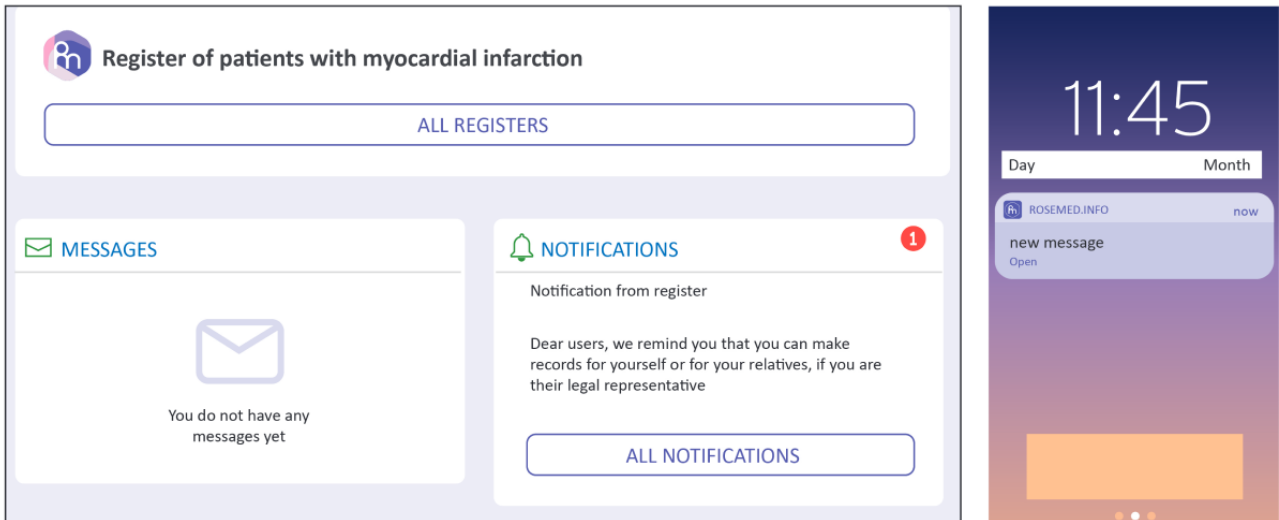 Register of patients with myocardial infarction
ALL REGISTERS
MESSAGES
You do not have any
messages yet
NOTIFICATIONS
1
Notification from register
Dear users, we remind you that you can make
records for yourself or for your relatives, if you are
their legal representative
ALL NOTIFICATIONS
11:45
Day Month
ROSEMED.INFO now
new message
Open